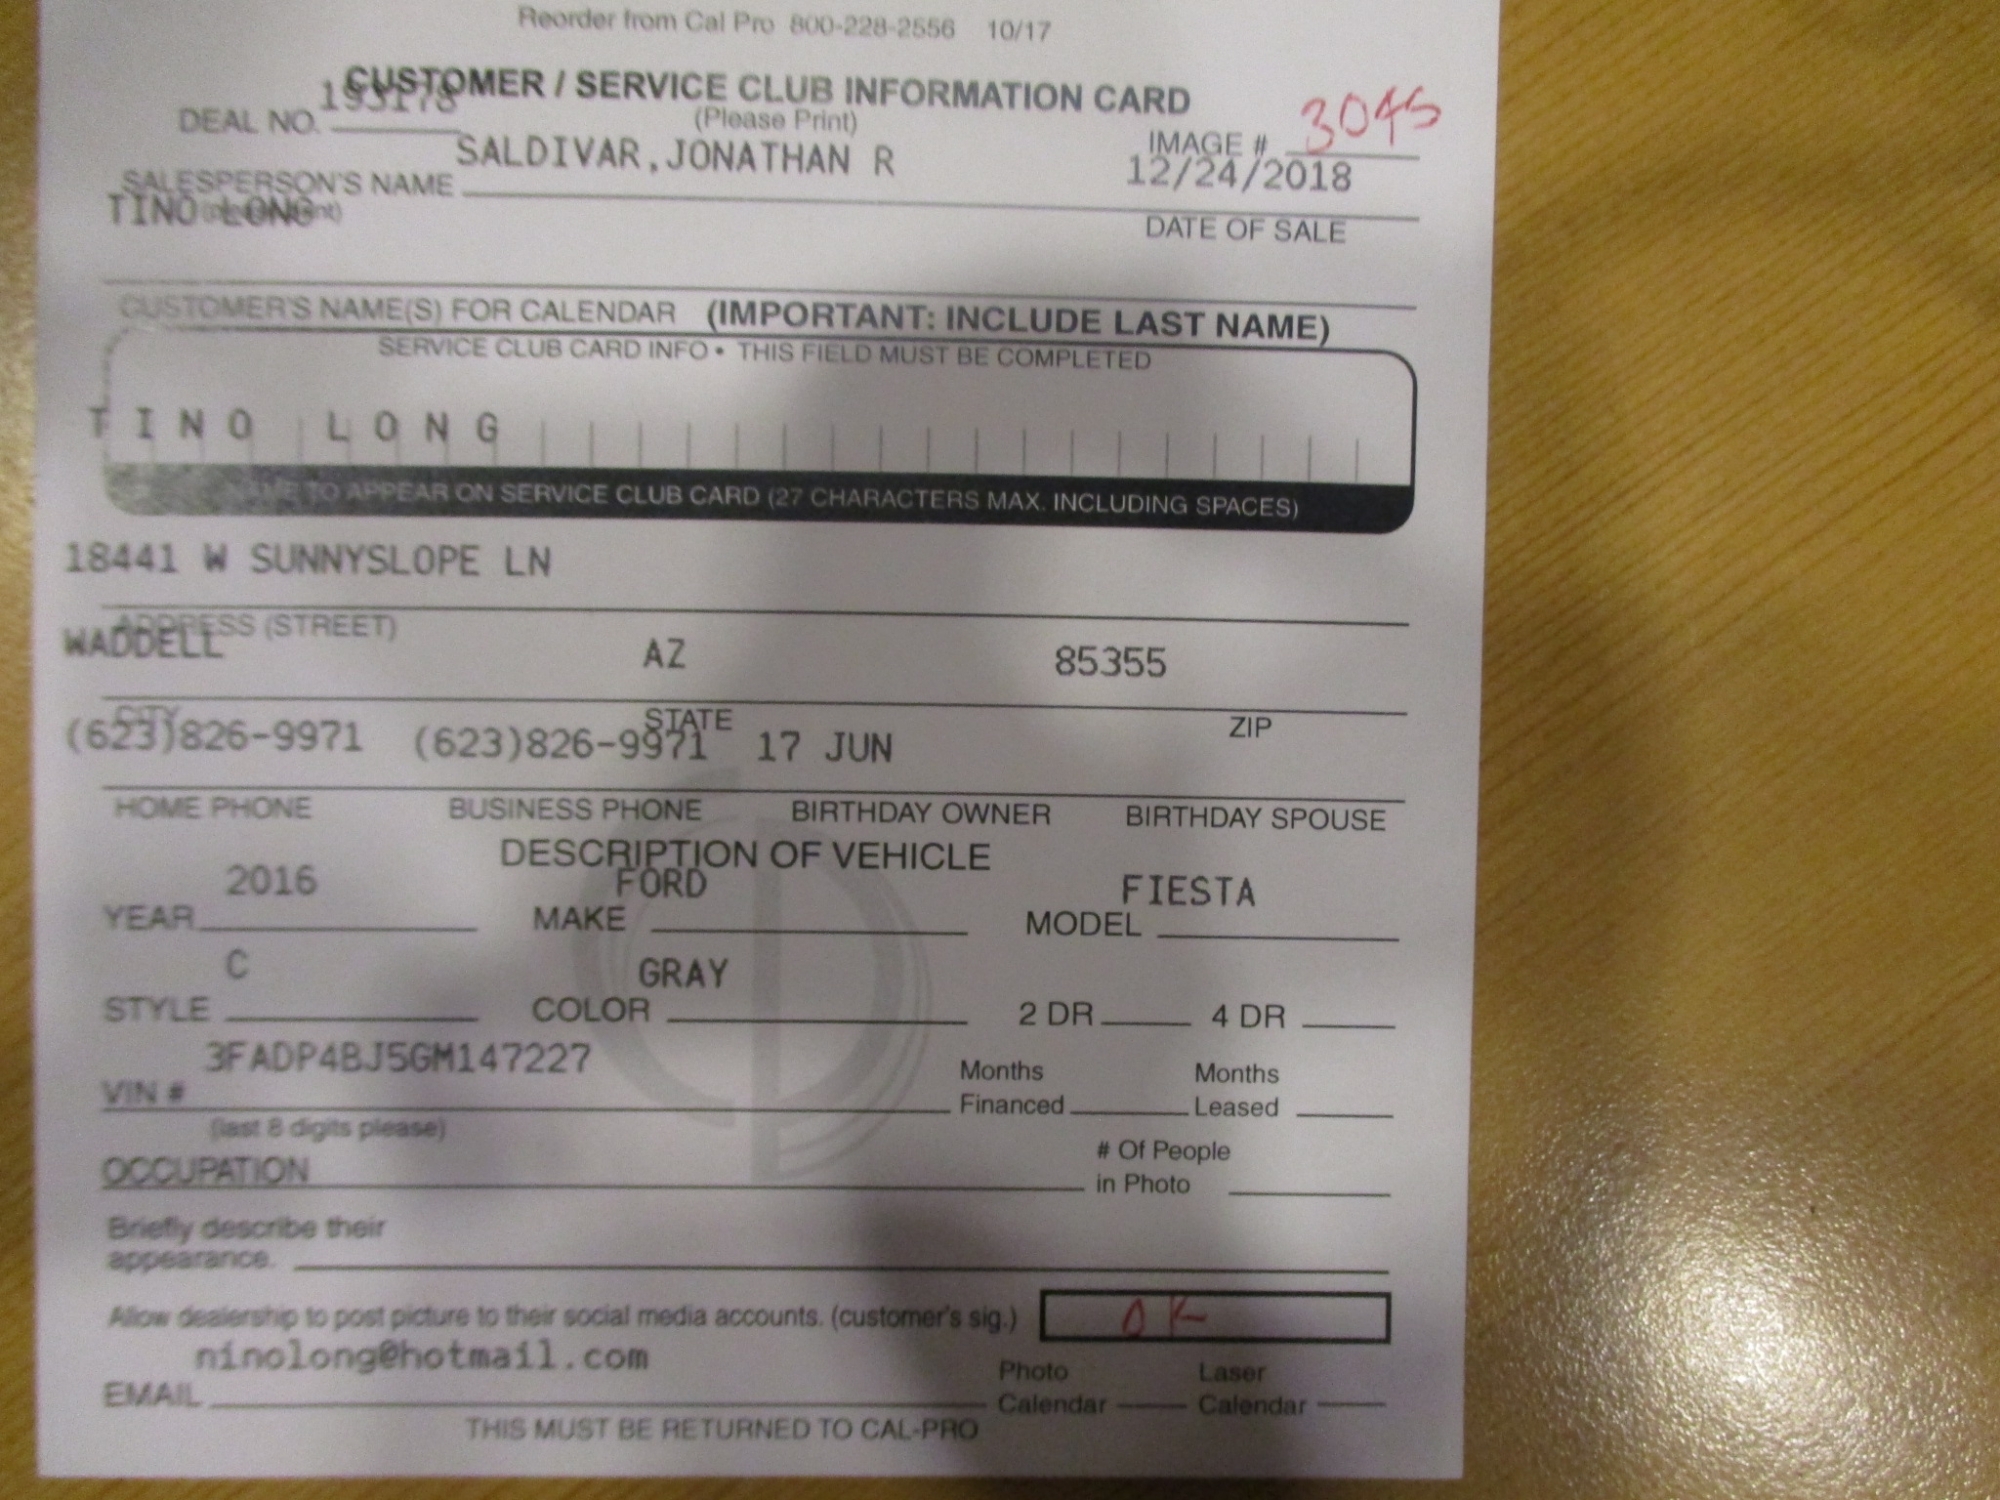 Reorder from Cal Pro 800-228-2556 10/17
CUSTOMER / SERVICE CLUB INFORMATION CARD
(Please Print)
DEAL NO. 193178
IMAGE # 3045
SALDIVAR,JONATHAN R
12/24/2018
SALESPERSON'S NAME
TINO LONG
DATE OF SALE
CUSTOMER'S NAME(S) FOR CALENDAR (IMPORTANT: INCLUDE LAST NAME)
SERVICE CLUB CARD INFO • THIS FIELD MUST BE COMPLETED
TINO LONG
NAME TO APPEAR ON SERVICE CLUB CARD (27 CHARACTERS MAX. INCLUDING SPACES)
18441 W SUNNYSLOPE LN
ADDRESS (STREET)
WADDELL AZ 85355
CITY STATE ZIP
(623)826-9971 (623)826-9971 17 JUN
HOME PHONE BUSINESS PHONE BIRTHDAY OWNER BIRTHDAY SPOUSE
DESCRIPTION OF VEHICLE
2016 FORD FIESTA
YEAR MAKE MODEL
C GRAY
STYLE COLOR 2 DR 4 DR
3FADP4BJ5GM147227
VIN # Months Financed Months Leased
(last 8 digits please)
OCCUPATION # Of People in Photo
Briefly describe their
appearance.
Allow dealership to post picture to their social media accounts. (customer's sig.) OK
ninolong@hotmail.com
EMAIL Photo Calendar Laser Calendar
THIS MUST BE RETURNED TO CAL-PRO